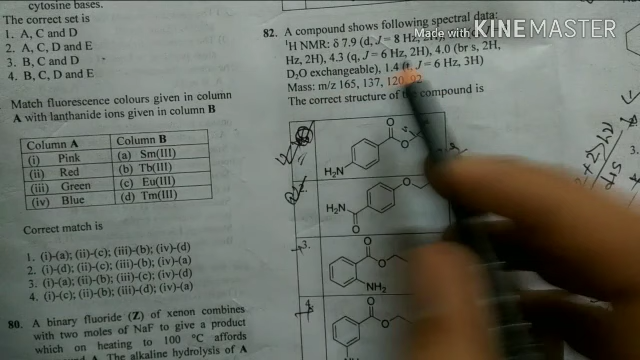 cytosine bases.
The correct set is
1. A, C and D
2. A, C, D and E
3. B, C and D
4. B, C, D and E
Match fluorescence colours given in column
A with lanthanide ions given in column B
Column A Column B
(i) Pink (a) Sm(III)
(ii) Red (b) Tb(III)
(iii) Green (c) Eu(III)
(iv) Blue (d) Tm(III)
Correct match is
1. (i)-(a); (ii)-(c); (iii)-(b); (iv)-(d)
2. (i)-(d); (ii)-(c); (iii)-(b); (iv)-(a)
3. (i)-(a); (ii)-(b); (iii)-(c); (iv)-(d)
4. (i)-(c); (ii)-(b); (iii)-(d); (iv)-(a)
80. A binary fluoride (Z) of xenon combines
with two moles of NaF to give a product
which on heating to 100 °C affords
A. The alkaline hydrolysis of A
82. A compound shows following spectral data:
¹H NMR: δ 7.9 (d, J = 8 Hz, 2H),
Hz, 2H), 4.3 (q, J = 6 Hz, 2H), 4.0 (br s, 2H,
D₂O exchangeable), 1.4 (t, J = 6 Hz, 3H)
Mass: m/z 165, 137, 120, 92
The correct structure of the compound is
O
O
H₂N
2.
O
H₂N
O
3.
O
O
NH₂
O
O
Made with KINEMASTER